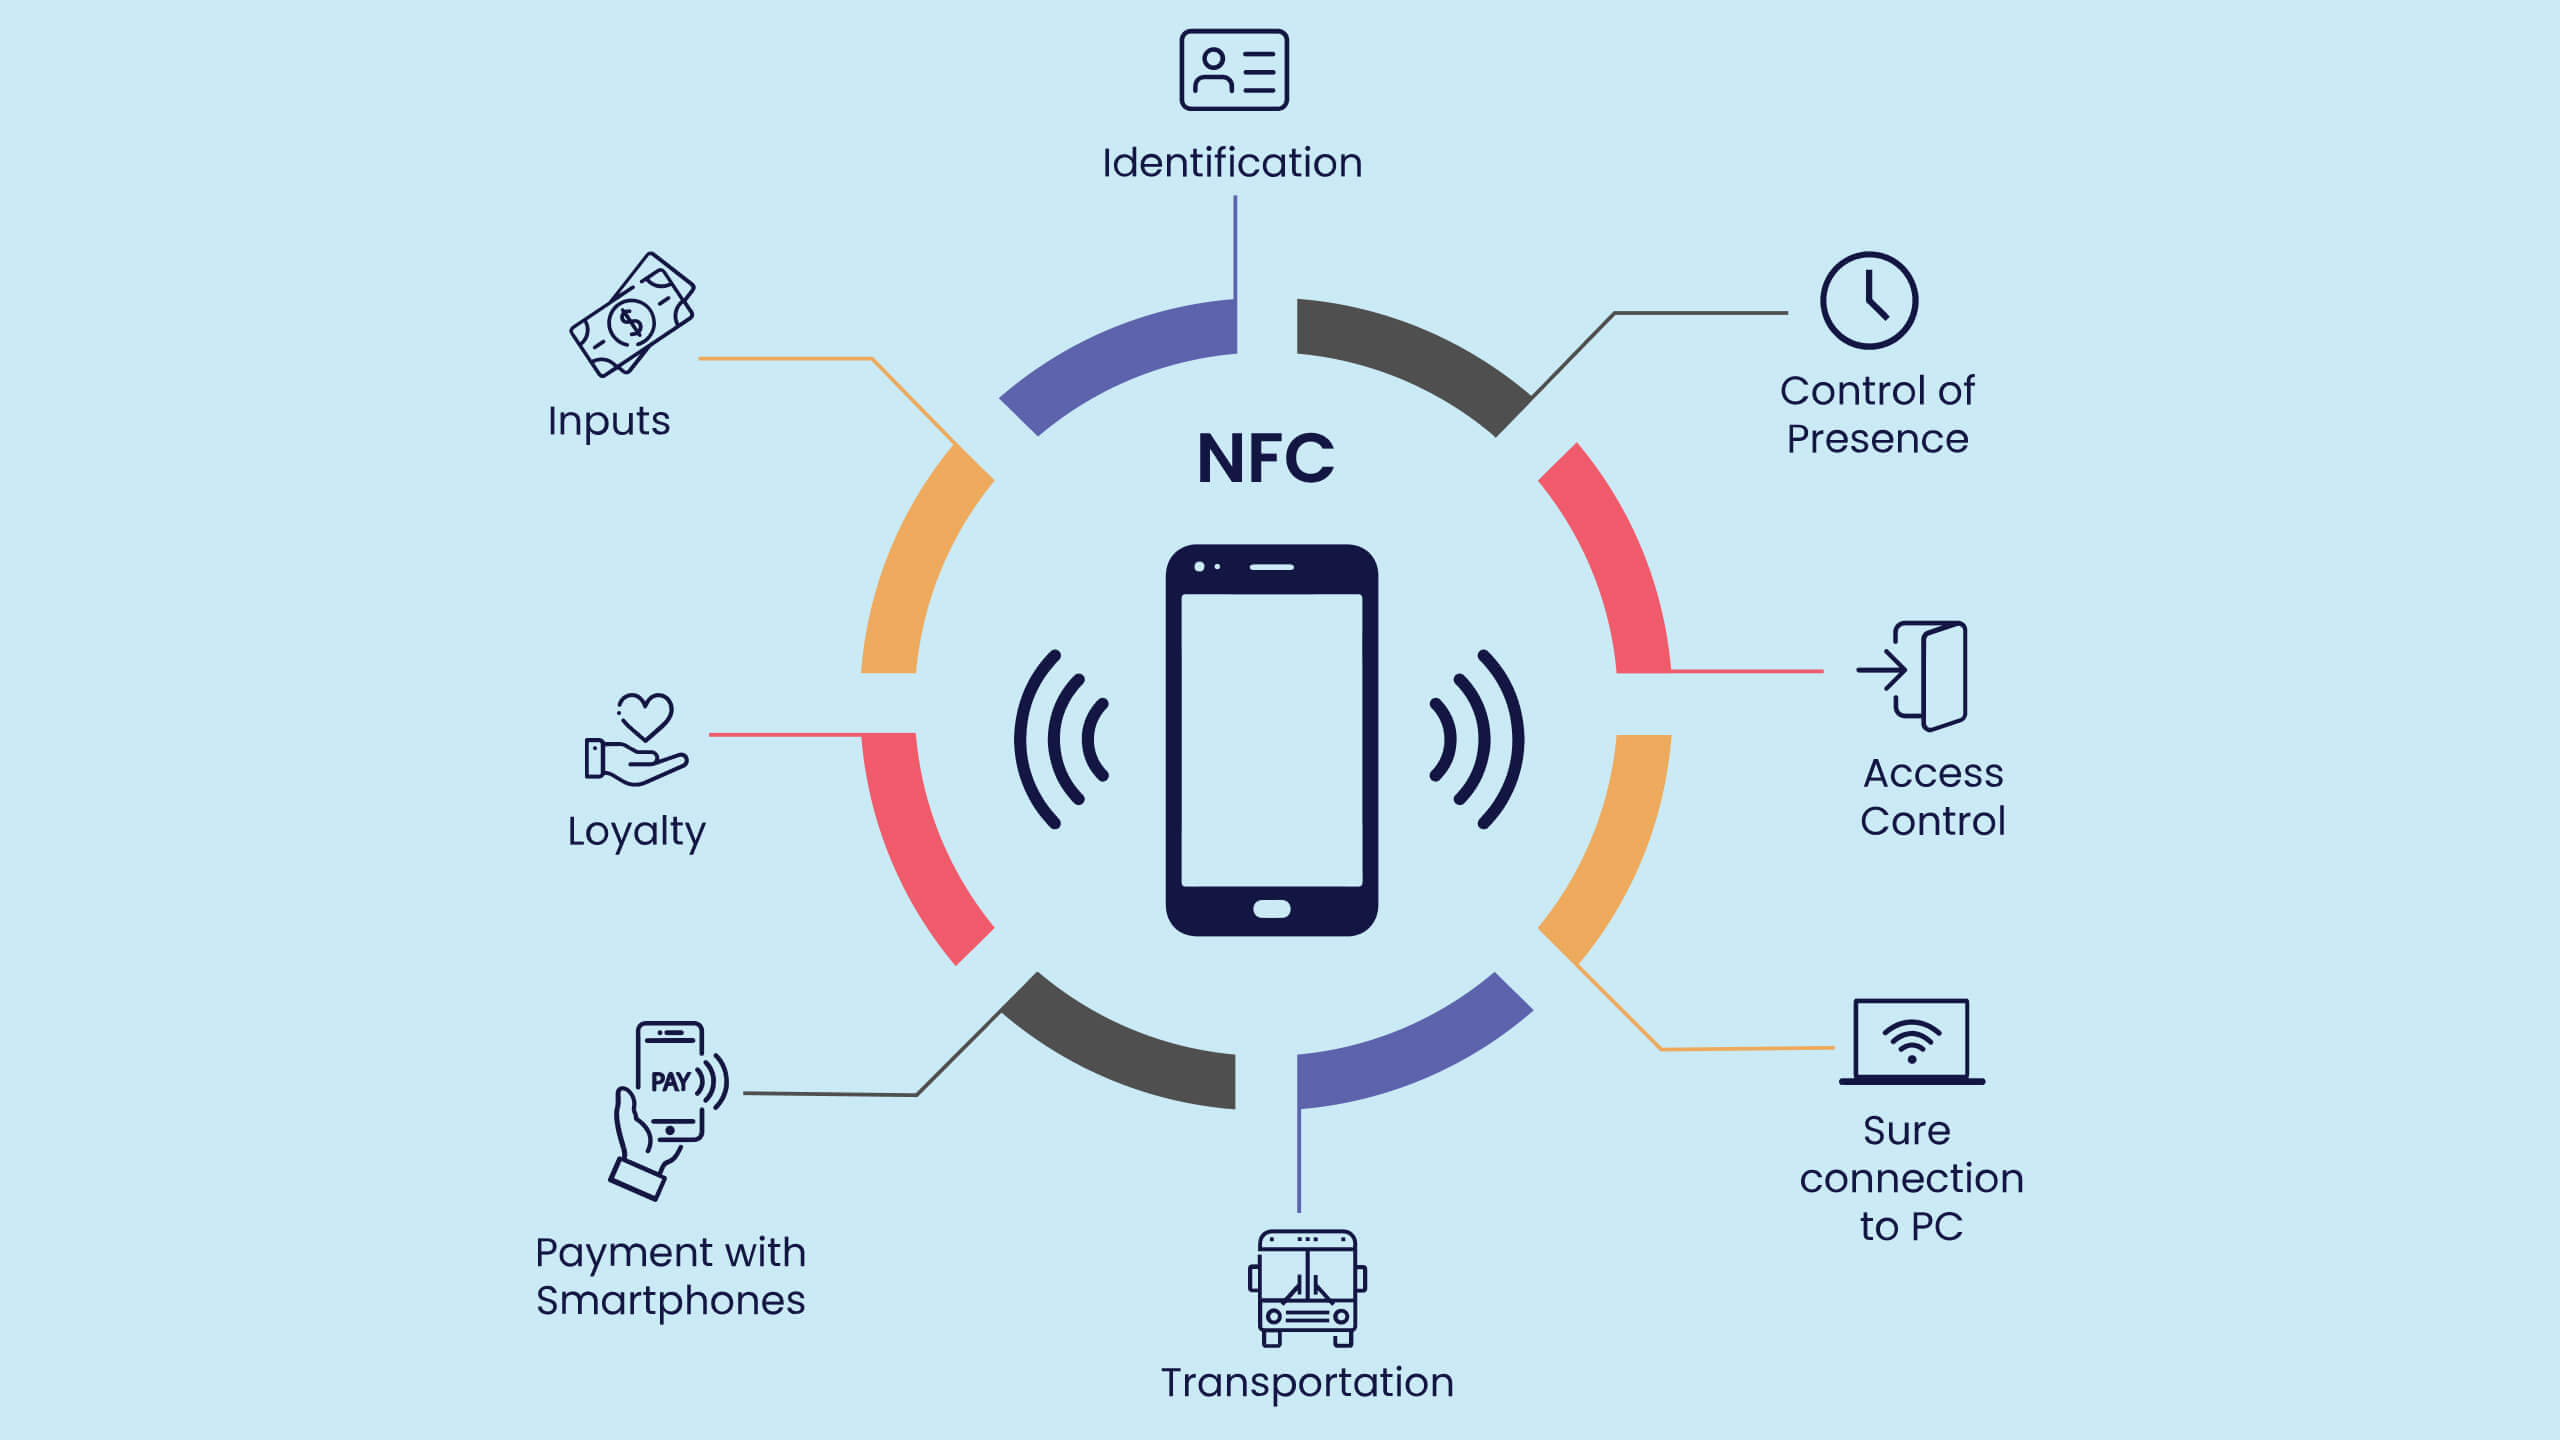 Identification
Inputs
Control of
Presence
NFC
Loyalty
Access
Control
PAY
Sure
connection
to PC
Payment with
Smartphones
Transportation